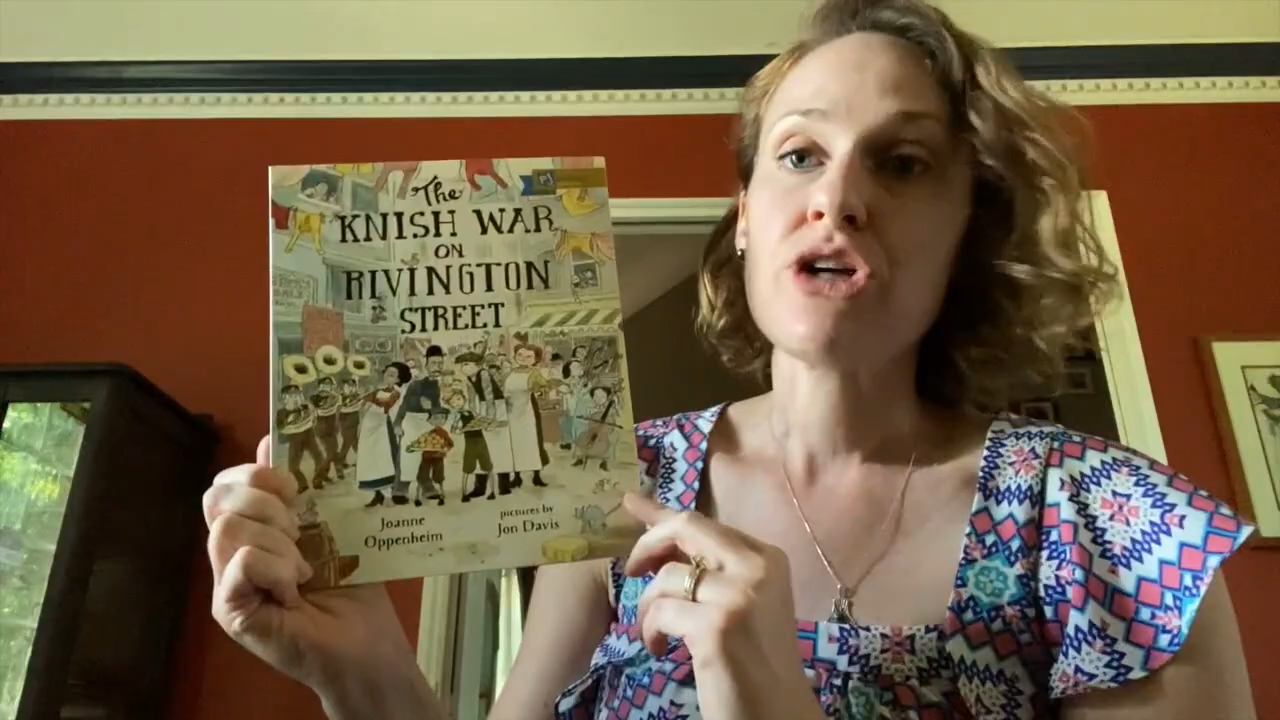 The
KNISH WAR
ON
RIVINGTON
STREET
Joanne
Oppenheim
pictures by
Jon Davis